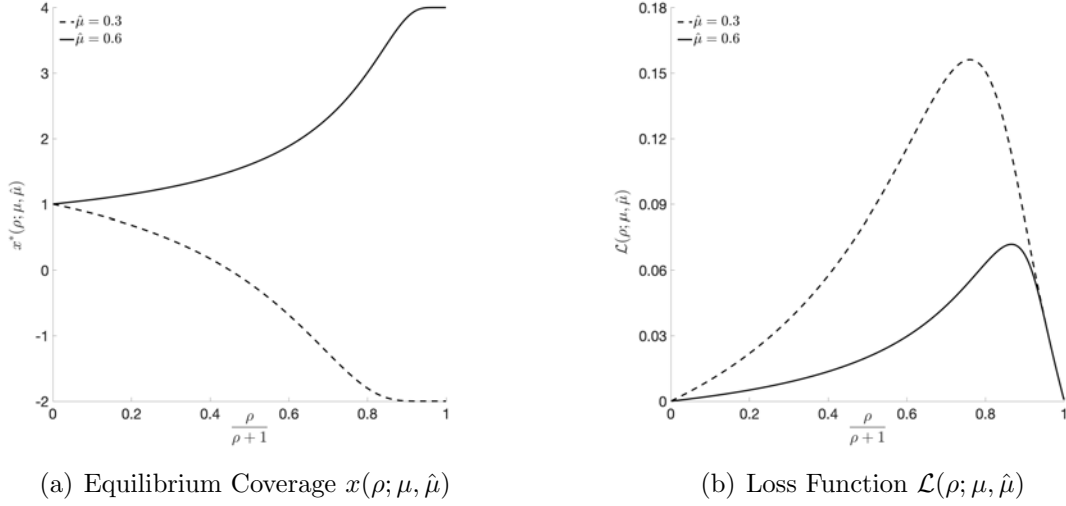 4
3
2
1
0
-1
-2
x*(ρ; μ, μ̂)
μ̂ = 0.3
μ̂ = 0.6
0
0.2
0.4
0.6
0.8
1
ρ
ρ + 1
(a) Equilibrium Coverage x(ρ; μ, μ̂)
0.18
0.15
0.12
0.09
0.06
0.03
0
ℒ(ρ; μ, μ̂)
μ̂ = 0.3
μ̂ = 0.6
0
0.2
0.4
0.6
0.8
1
ρ
ρ + 1
(b) Loss Function ℒ(ρ; μ, μ̂)